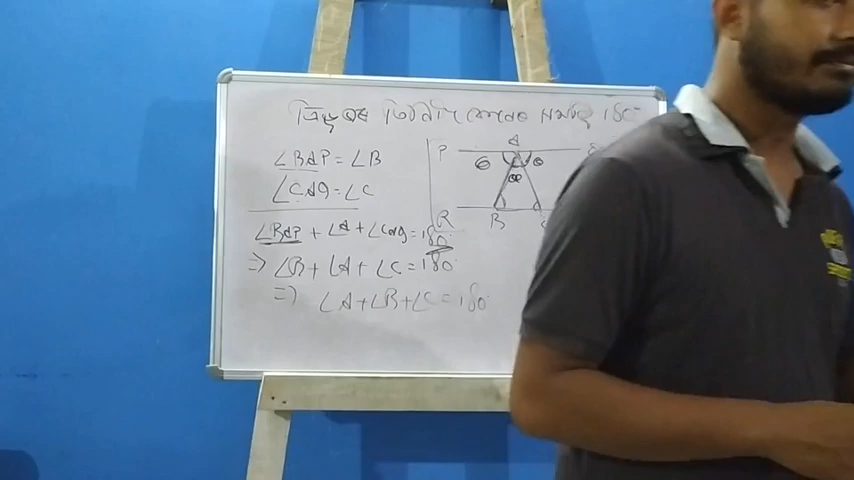 ত্রিভুজের তিনটি কোণের সমষ্টি 180
∠BAP = ∠B
∠CAQ = ∠C
∠BAP + ∠A + ∠CAQ = 180°
⇒ ∠B + ∠A + ∠C = 180°
⇒ ∠A + ∠B + ∠C = 180°
P A
R B C